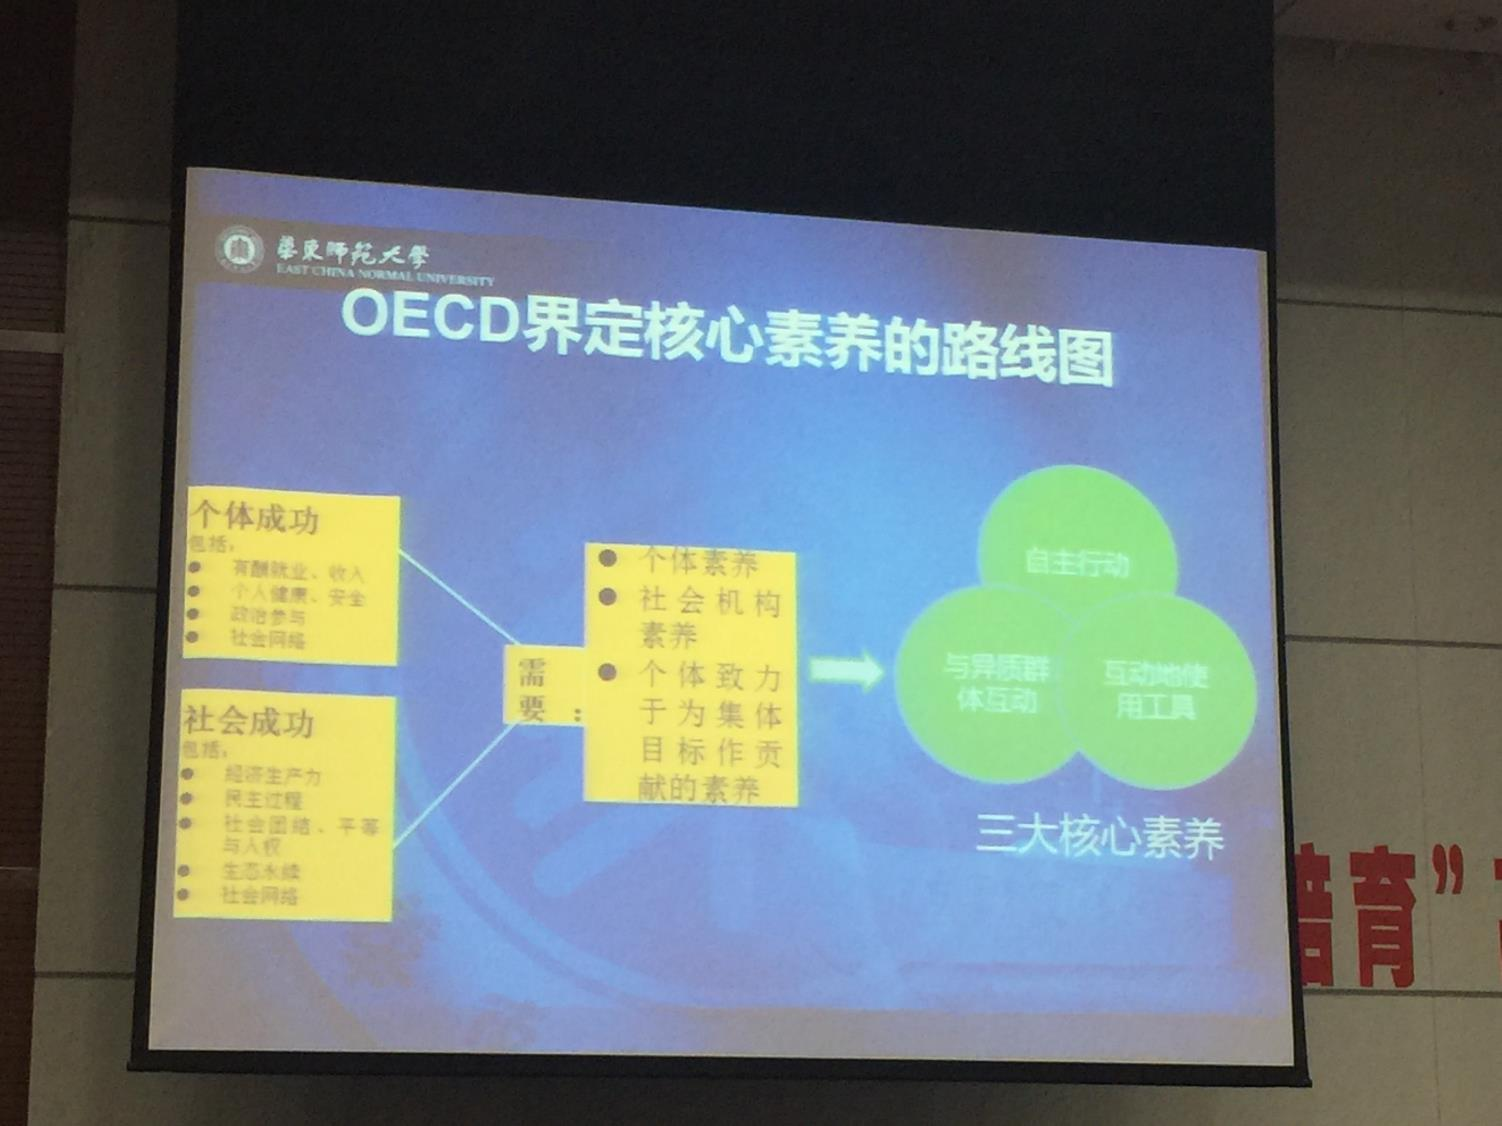 華東师范大學
EAST CHINA NORMAL UNIVERSITY
OECD界定核心素养的路线图
个体成功
包括：
● 有酬就业、收入
● 个人健康、安全
● 政治参与
● 社会网络
社会成功
包括：
● 经济生产力
● 民主过程
● 社会团结、平等
与人权
● 生态永续
● 社会网络
需
要：
● 个体素养
● 社会机构
素养
● 个体致力
于为集体
目标作贡
献的素养
自主行动
与异质群
体互动
互动地使
用工具
三大核心素养
培育”